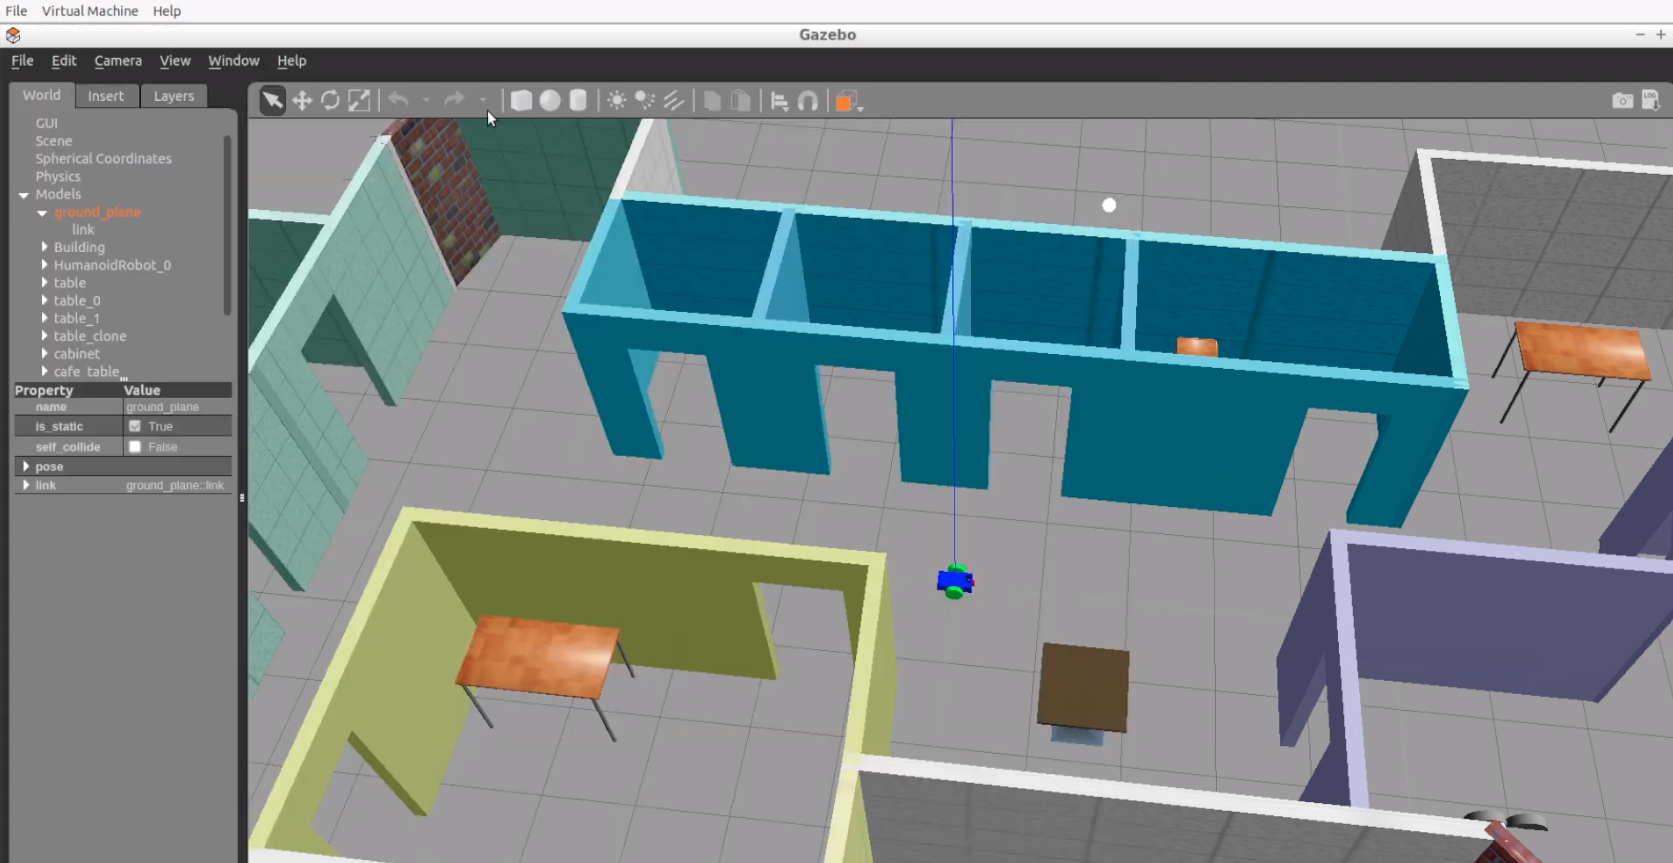 File Virtual Machine Help
Gazebo
File Edit Camera View Window Help
World Insert Layers
GUI
Scene
Spherical Coordinates
Physics
Models
ground_plane
link
Building
HumanoidRobot_0
table
table_0
table_1
table_clone
cabinet
cafe_table
Property Value
name ground_plane
is_static True
self_collide False
pose
link ground_plane::link
LOG